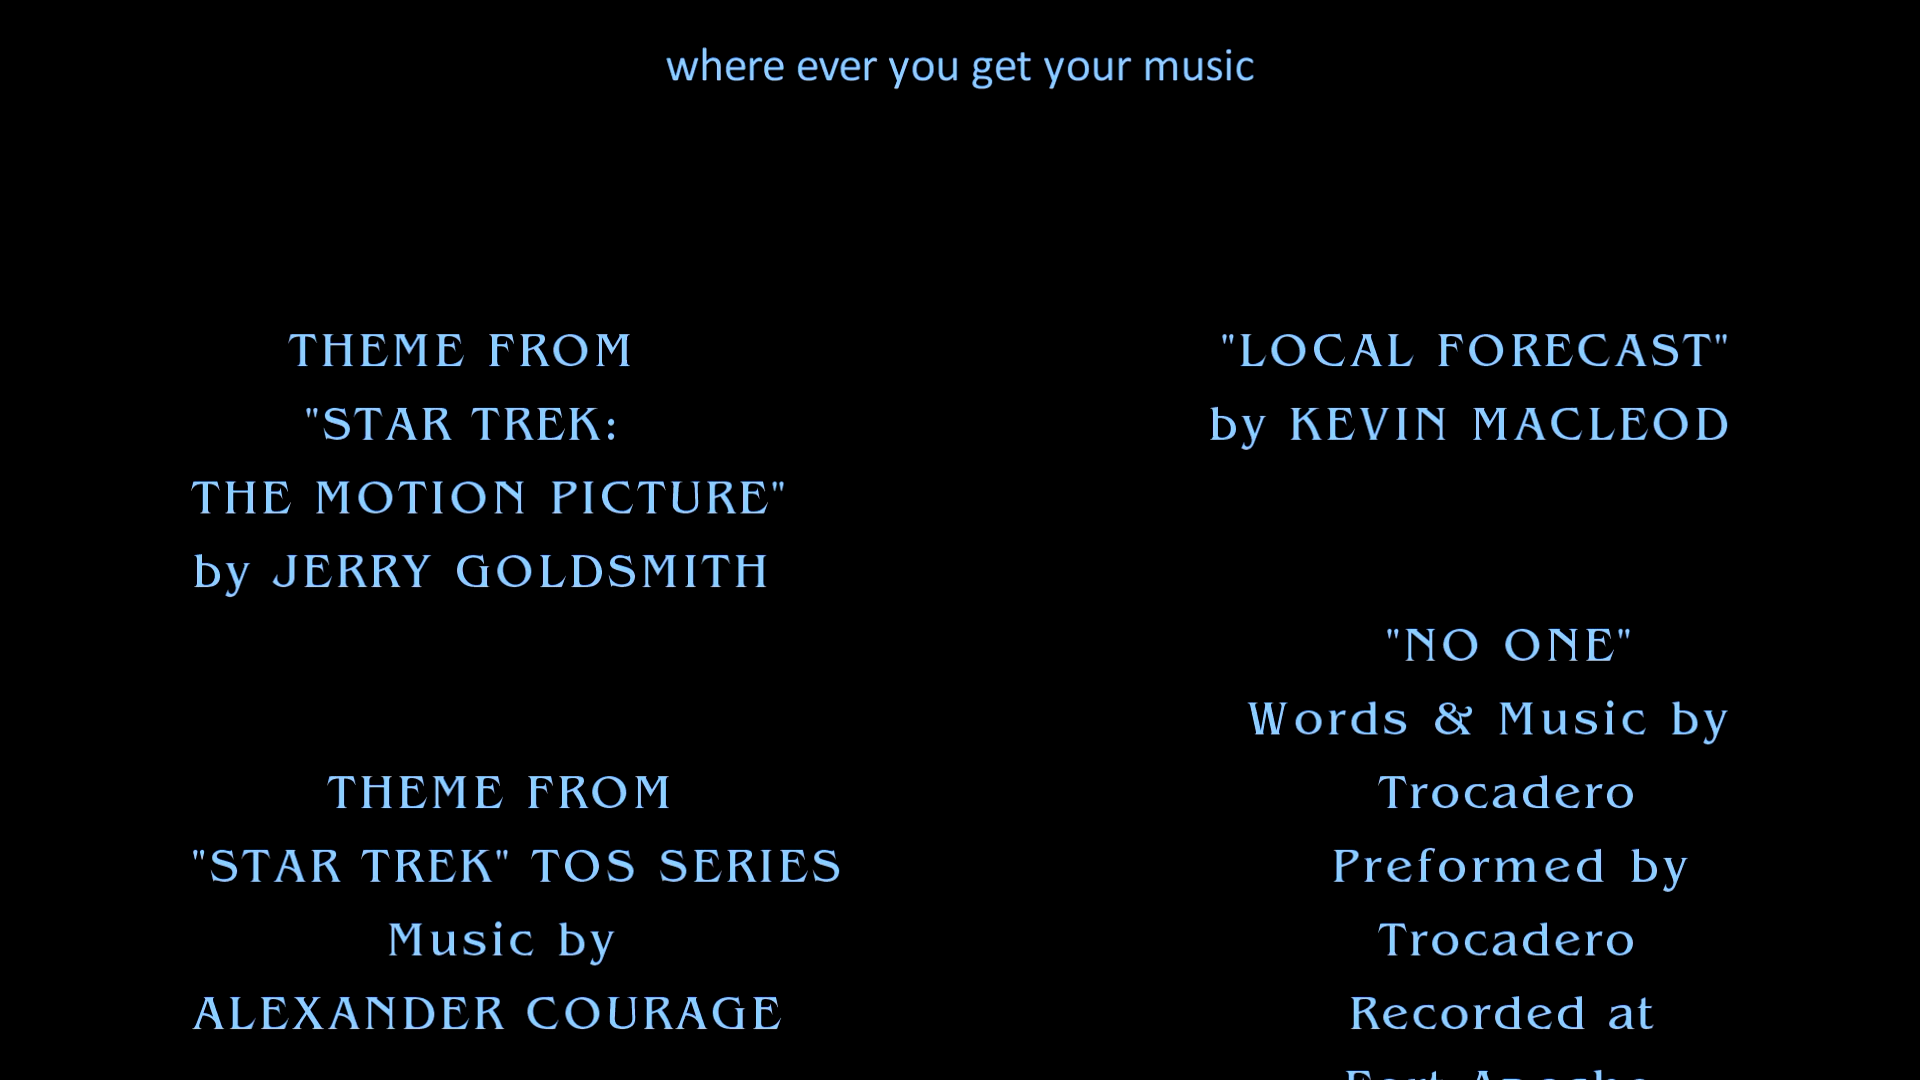 where ever you get your music
THEME FROM
"STAR TREK:
THE MOTION PICTURE"
by JERRY GOLDSMITH
THEME FROM
"STAR TREK" TOS SERIES
Music by
ALEXANDER COURAGE
"LOCAL FORECAST"
by KEVIN MACLEOD
"NO ONE"
Words & Music by
Trocadero
Preformed by
Trocadero
Recorded at